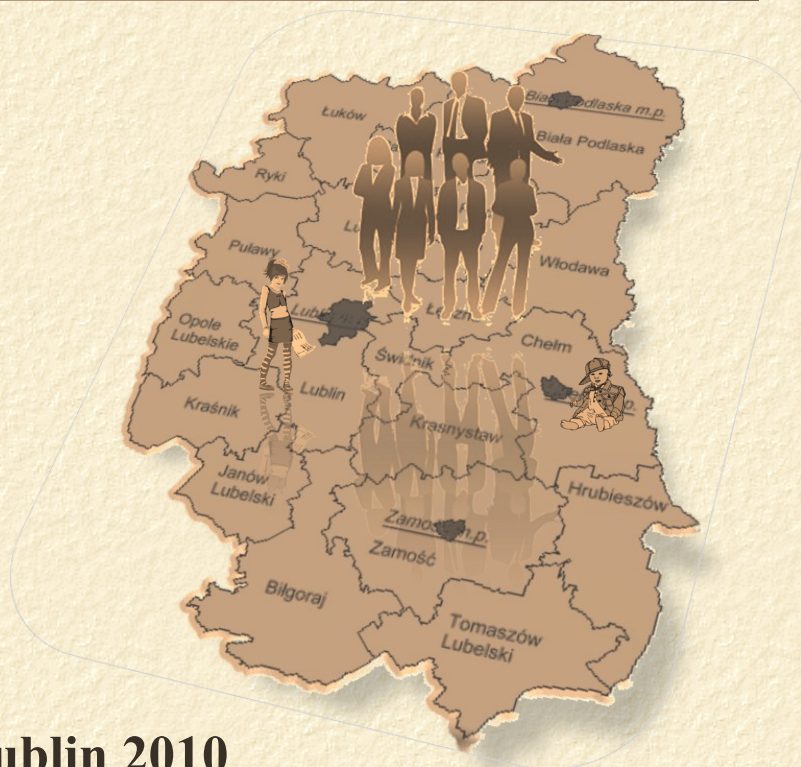 Łuków
Biała Podlaska m.p.
Biała Podlaska
Ryki
Puławy
Włodawa
Opole
Lubelskie
Chełm
Świdnik
Lublin
Kraśnik
Krasnystaw
Janów
Lubelski
Hrubieszów
Zamość m.p.
Zamość
Biłgoraj
Tomaszów
Lubelski
ublin 2010